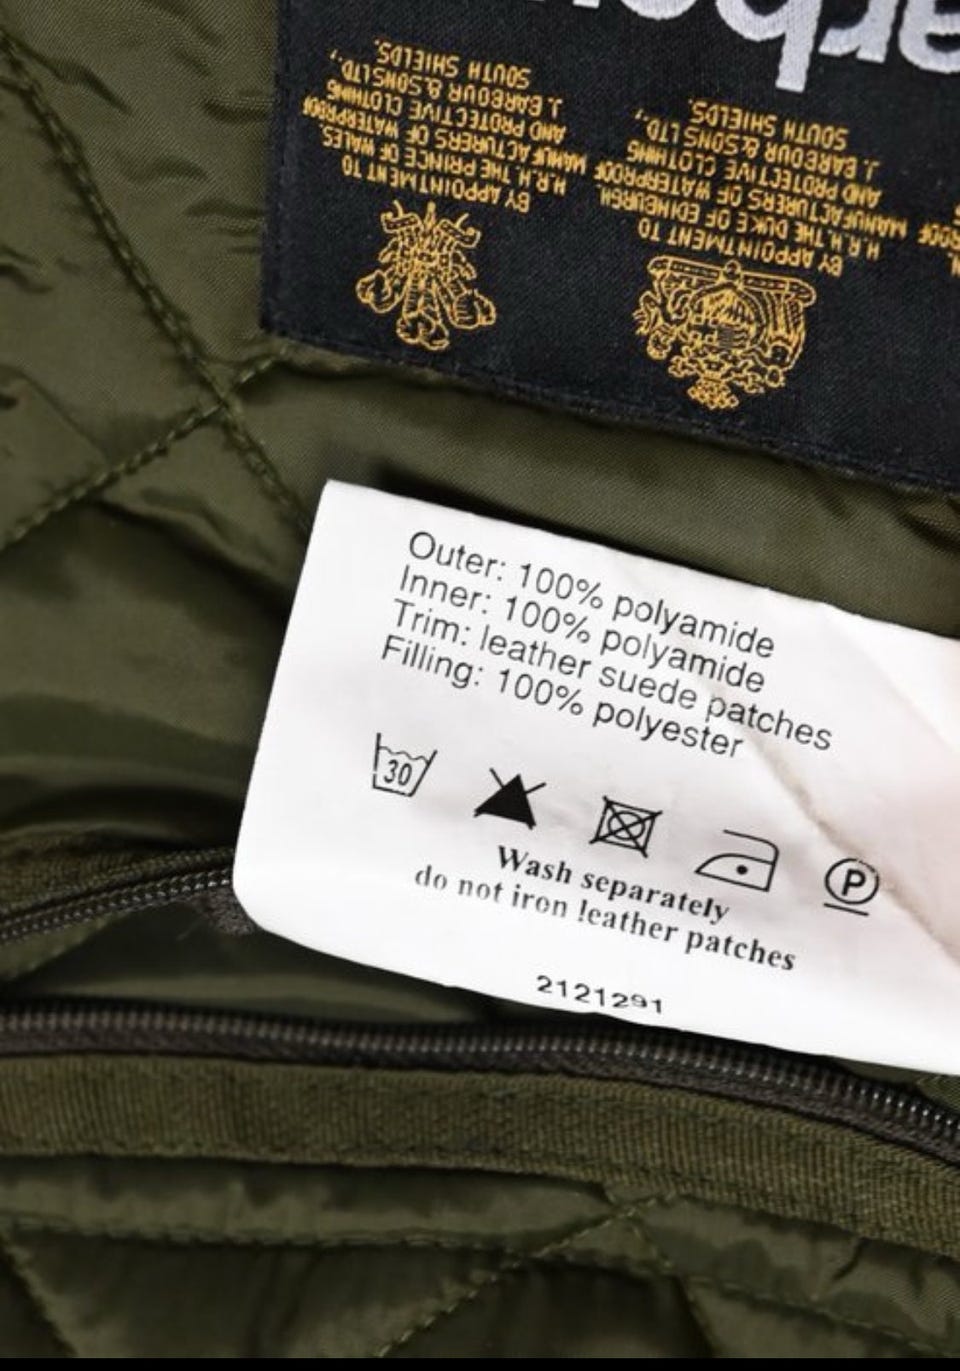 BY APPOINTMENT TO
H.R.H. THE DUKE OF EDINBURGH
MANUFACTURERS OF WATERPROOF
AND PROTECTIVE CLOTHING
J. BARBOUR & SONS LTD.,
SOUTH SHIELDS.
BY APPOINTMENT TO
H.R.H. THE PRINCE OF WALES
MANUFACTURERS OF WATERPROOF
AND PROTECTIVE CLOTHING
J. BARBOUR & SONS LTD.,
SOUTH SHIELDS.
Outer: 100% polyamide
Inner: 100% polyamide
Trim: leather suede patches
Filling: 100% polyester
30
P
Wash separately
do not iron leather patches
2121291